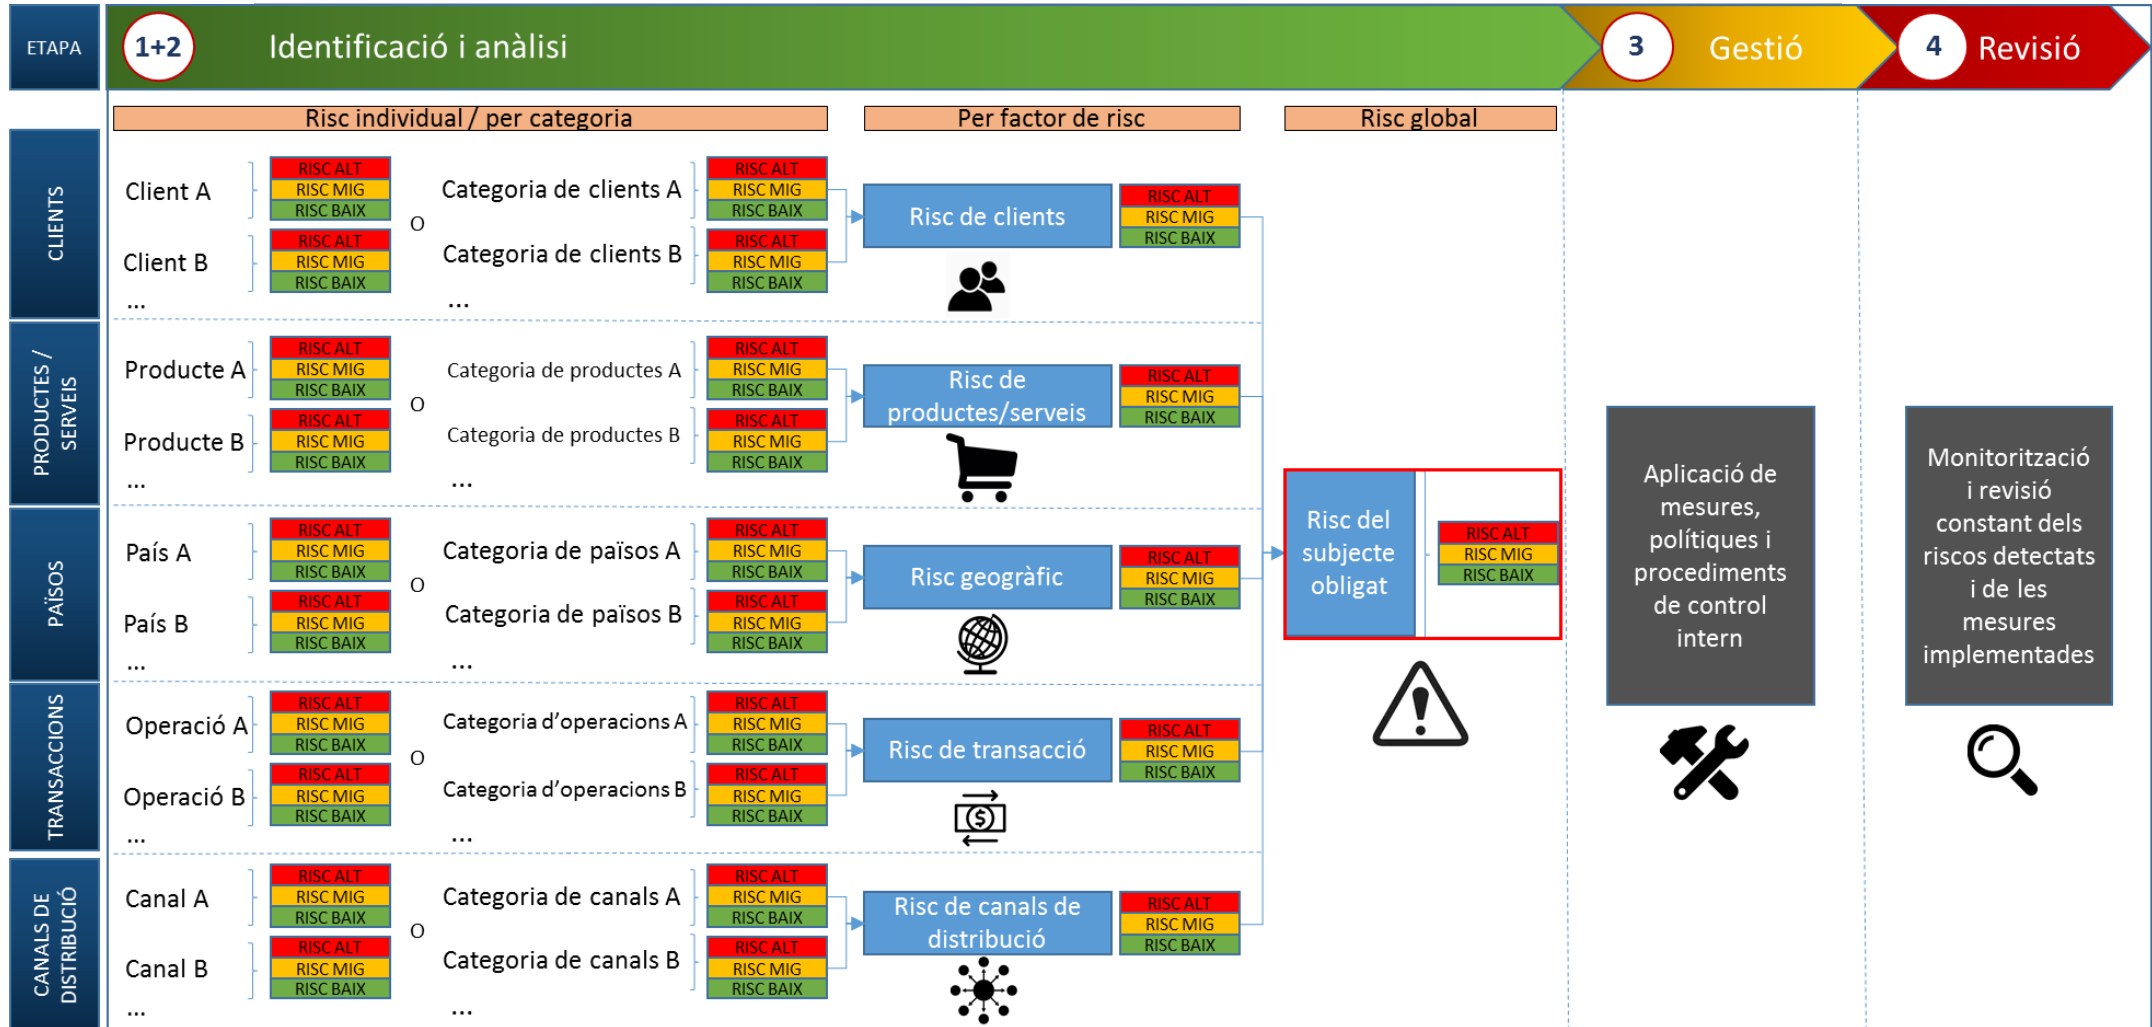 ETAPA
1+2
Identificació i anàlisi
3
Gestió
4
Revisió
Risc individual / per categoria
Per factor de risc
Risc global
CLIENTS
Client A
RISC ALT
RISC MIG
RISC BAIX
Client B
RISC ALT
RISC MIG
RISC BAIX
...
O
Categoria de clients A
RISC ALT
RISC MIG
RISC BAIX
Categoria de clients B
RISC ALT
RISC MIG
RISC BAIX
...
Risc de clients
RISC ALT
RISC MIG
RISC BAIX
PRODUCTES /
SERVEIS
Producte A
RISC ALT
RISC MIG
RISC BAIX
Producte B
RISC ALT
RISC MIG
RISC BAIX
...
O
Categoria de productes A
RISC ALT
RISC MIG
RISC BAIX
Categoria de productes B
RISC ALT
RISC MIG
RISC BAIX
...
Risc de
productes/serveis
RISC ALT
RISC MIG
RISC BAIX
PAÏSOS
País A
RISC ALT
RISC MIG
RISC BAIX
País B
RISC ALT
RISC MIG
RISC BAIX
...
O
Categoria de països A
RISC ALT
RISC MIG
RISC BAIX
Categoria de països B
RISC ALT
RISC MIG
RISC BAIX
...
Risc geogràfic
RISC ALT
RISC MIG
RISC BAIX
TRANSACCIONS
Operació A
RISC ALT
RISC MIG
RISC BAIX
Operació B
RISC ALT
RISC MIG
RISC BAIX
...
O
Categoria d’operacions A
RISC ALT
RISC MIG
RISC BAIX
Categoria d’operacions B
RISC ALT
RISC MIG
RISC BAIX
...
Risc de transacció
RISC ALT
RISC MIG
RISC BAIX
$
CANALS DE
DISTRIBUCIÓ
Canal A
RISC ALT
RISC MIG
RISC BAIX
Canal B
RISC ALT
RISC MIG
RISC BAIX
...
O
Categoria de canals A
RISC ALT
RISC MIG
RISC BAIX
Categoria de canals B
RISC ALT
RISC MIG
RISC BAIX
...
Risc de canals de
distribució
RISC ALT
RISC MIG
RISC BAIX
Risc del
subjecte
obligat
RISC ALT
RISC MIG
RISC BAIX
Aplicació de
mesures,
polítiques i
procediments
de control
intern
Monitorització
i revisió
constant dels
riscos detectats
i de les
mesures
implementades